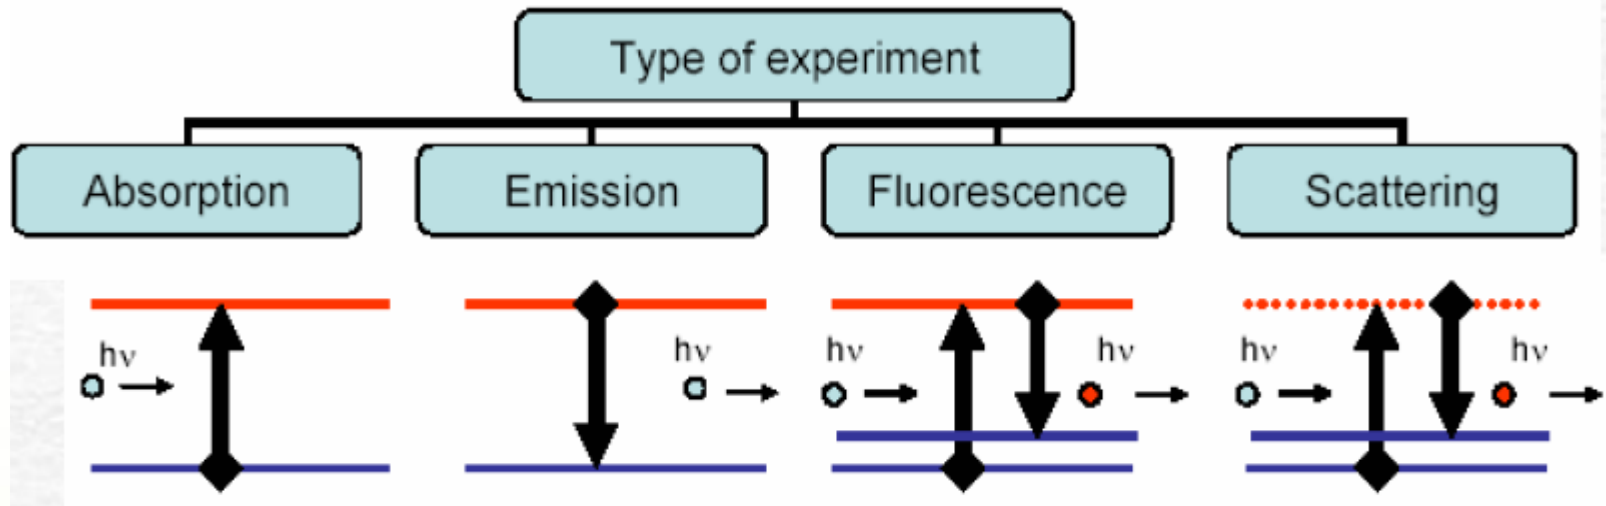 Type of experiment
Absorption
Emission
Fluorescence
Scattering
hν
hν
hν
hν
hν
hν